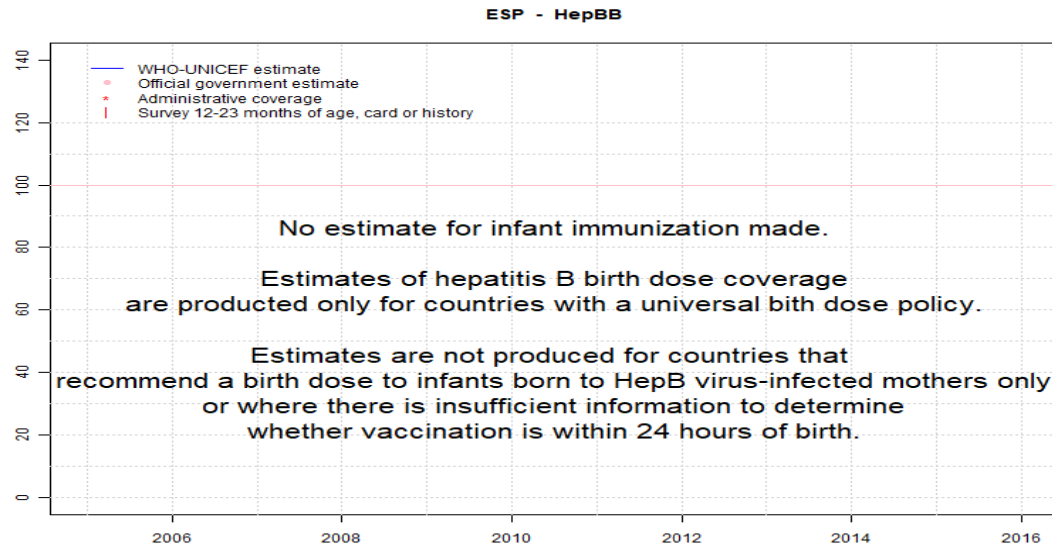 ESP - HepBB
WHO-UNICEF estimate
Official government estimate
Administrative coverage
Survey 12-23 months of age, card or history
No estimate for infant immunization made.
Estimates of hepatitis B birth dose coverage
are producted only for countries with a universal bith dose policy.
Estimates are not produced for countries that
recommend a birth dose to infants born to HepB virus-infected mothers only
or where there is insufficient information to determine
whether vaccination is within 24 hours of birth.
140
120
100
80
60
40
20
0
2006 2008 2010 2012 2014 2016